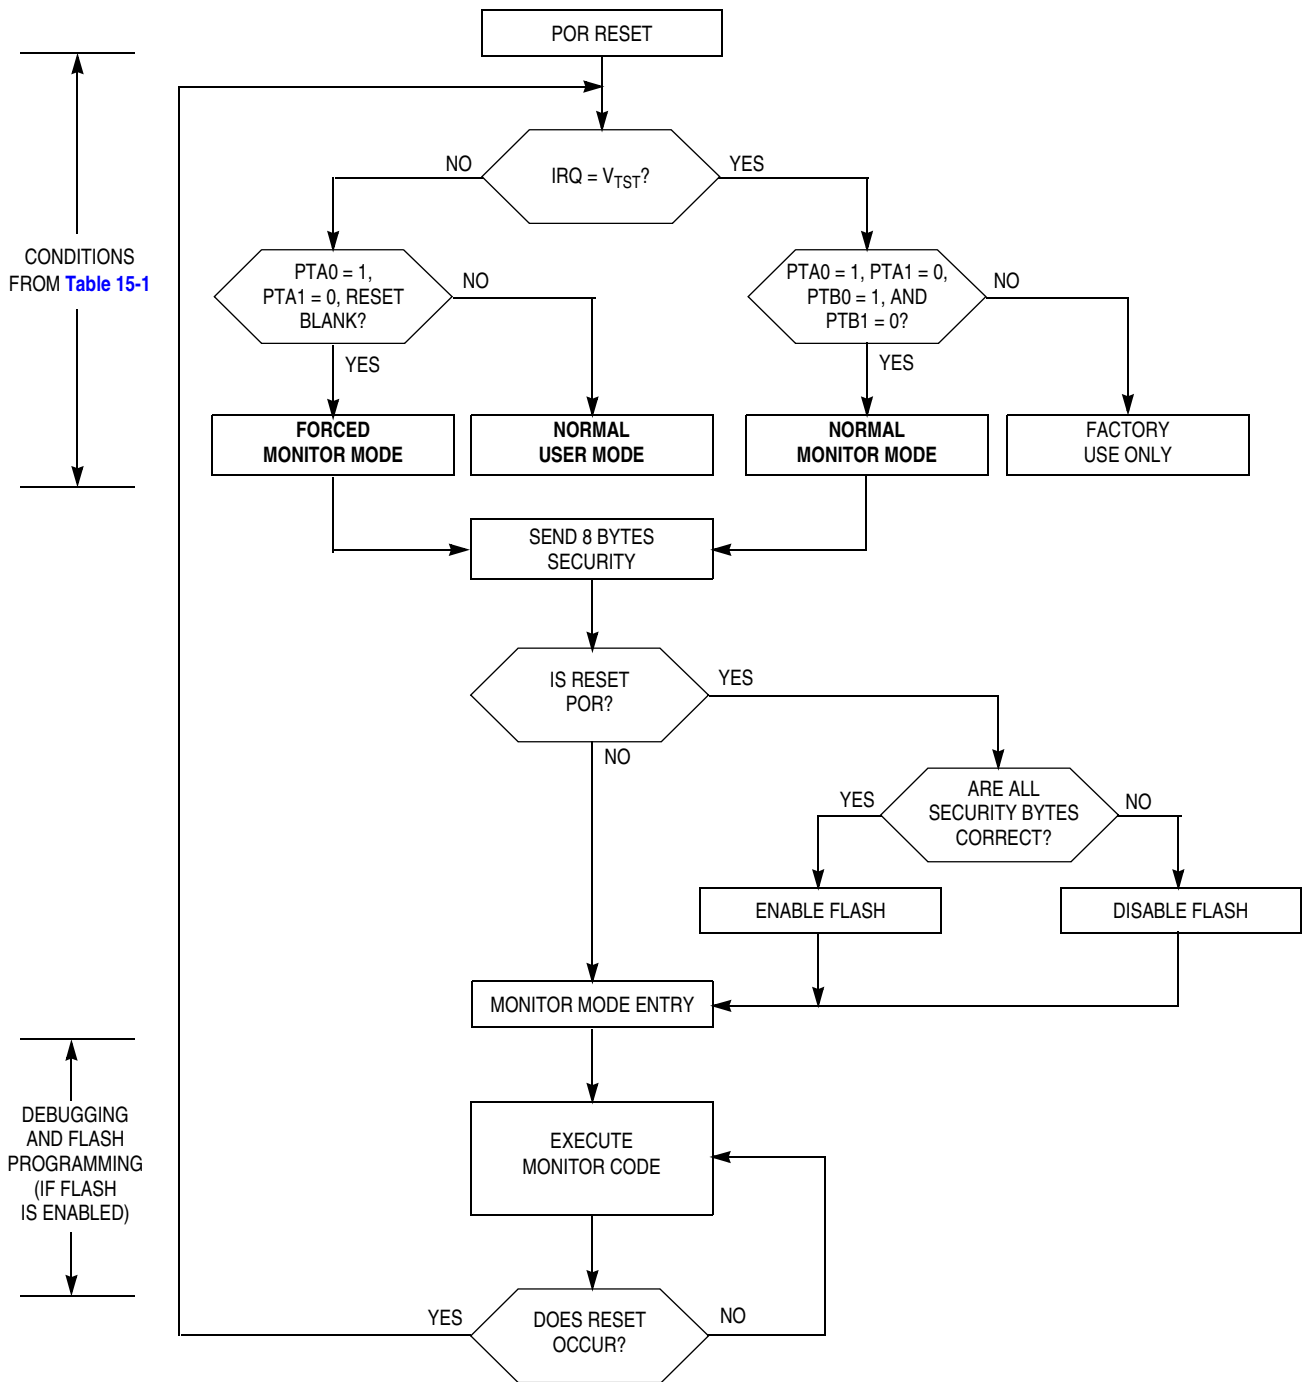 POR RESET
IRQ = VTST?
NO
YES
CONDITIONS
FROM Table 15-1
PTA0 = 1,
PTA1 = 0, RESET
BLANK?
NO
YES
PTA0 = 1, PTA1 = 0,
PTB0 = 1, AND
PTB1 = 0?
NO
YES
FORCED
MONITOR MODE
NORMAL
USER MODE
NORMAL
MONITOR MODE
FACTORY
USE ONLY
SEND 8 BYTES
SECURITY
IS RESET
POR?
YES
NO
ARE ALL
SECURITY BYTES
CORRECT?
YES
NO
ENABLE FLASH
DISABLE FLASH
MONITOR MODE ENTRY
DEBUGGING
AND FLASH
PROGRAMMING
(IF FLASH
IS ENABLED)
EXECUTE
MONITOR CODE
DOES RESET
OCCUR?
YES
NO